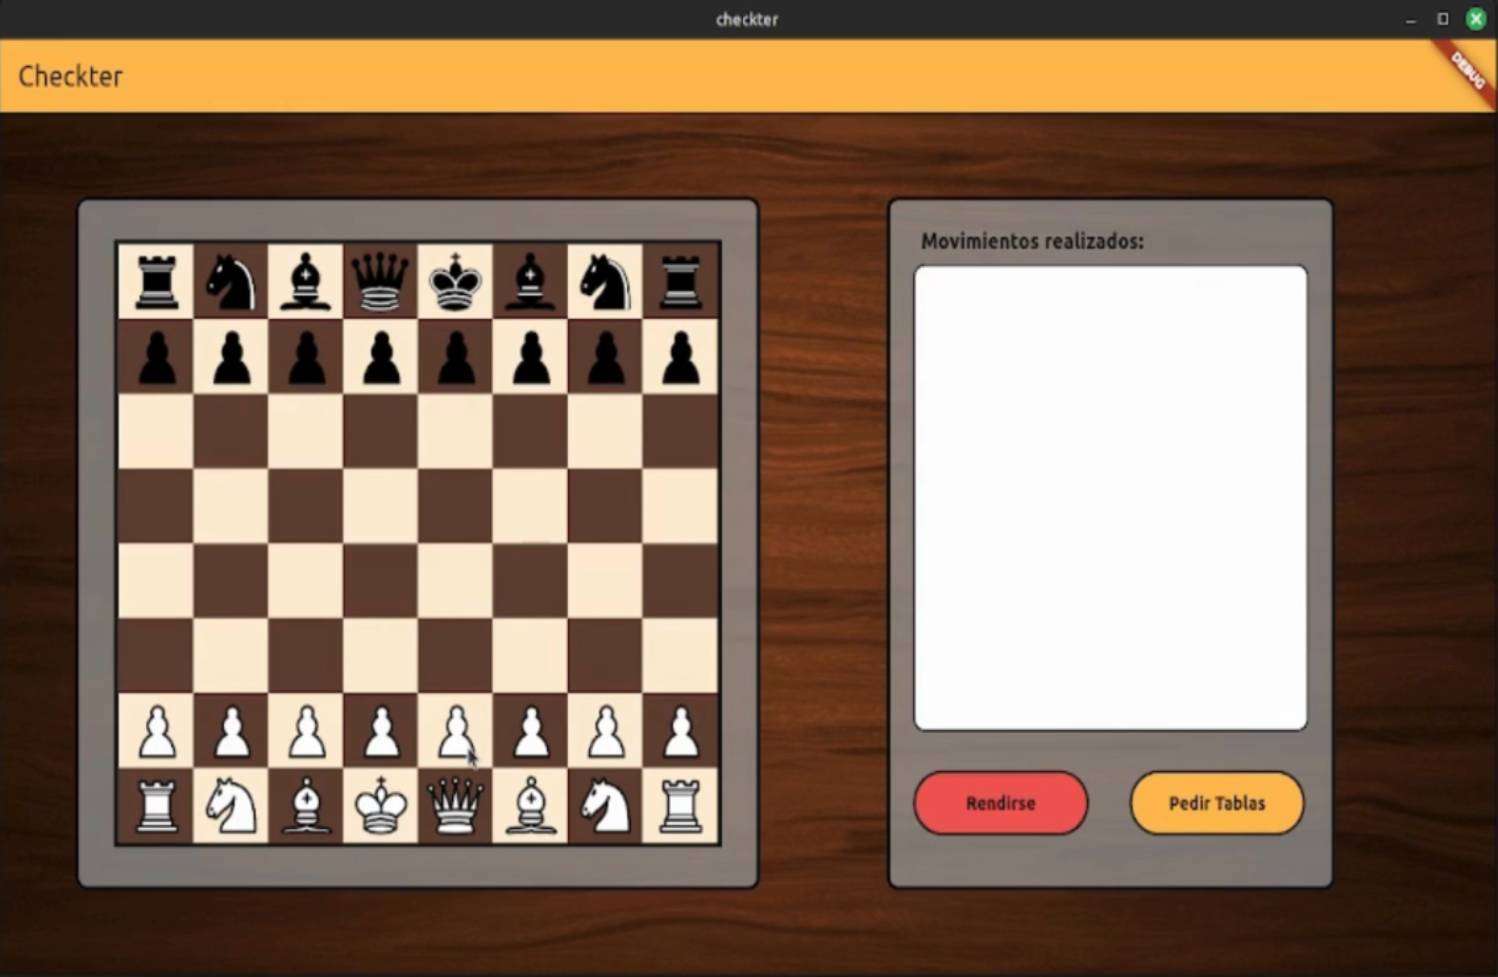 checkter
Checkter
DEBUG
Movimientos realizados:
Rendirse
Pedir Tablas